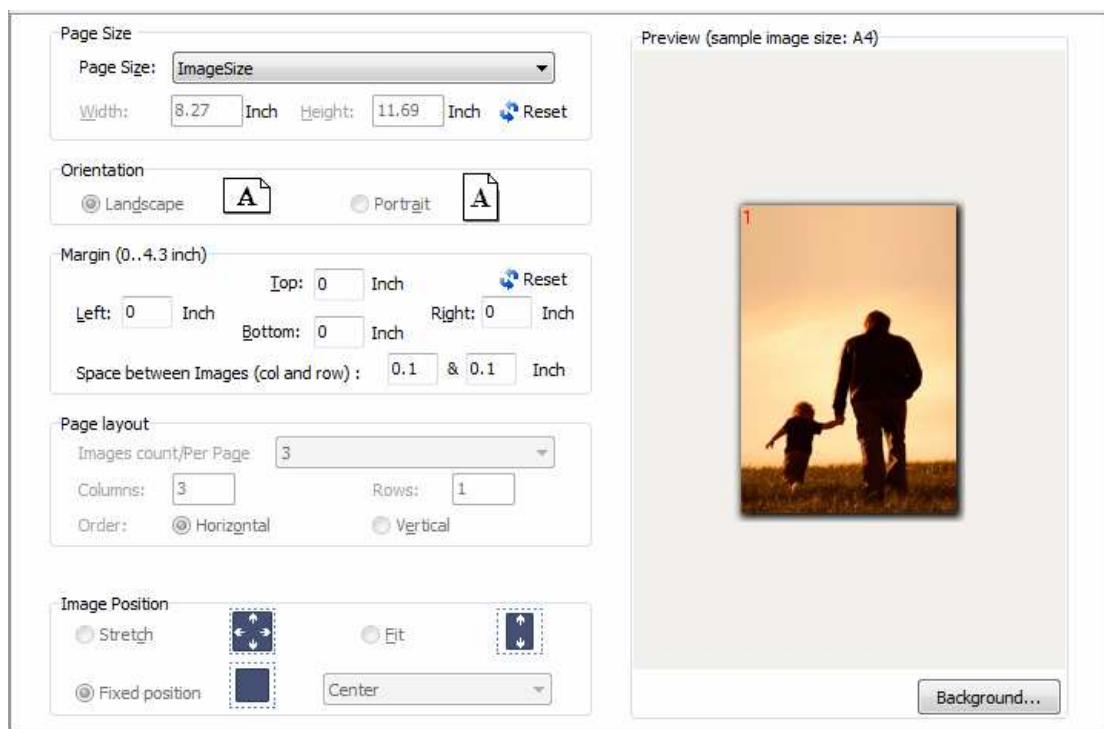 Page Size
Page Size: ImageSize
Width: 8.27 Inch Height: 11.69 Inch Reset
Orientation
Landscape A Portrait A
Margin (0..4.3 inch)
Top: 0 Inch Reset
Left: 0 Inch Right: 0 Inch
Bottom: 0 Inch
Space between Images (col and row) : 0.1 & 0.1 Inch
Page layout
Images count/Per Page 3
Columns: 3 Rows: 1
Order: Horizontal Vertical
Image Position
Stretch Fit
Fixed position Center
Preview (sample image size: A4)
1
Background...